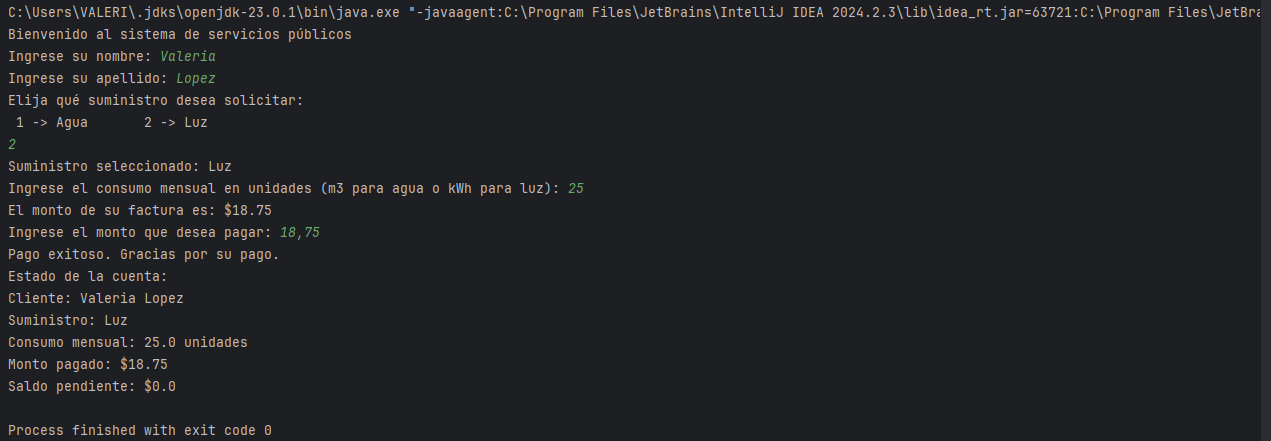 C:\Users\VALERI\.jdks\openjdk-23.0.1\bin\java.exe "-javaagent:C:\Program Files\JetBrains\IntelliJ IDEA 2024.2.3\lib\idea_rt.jar=63721:C:\Program Files\JetBra
Bienvenido al sistema de servicios públicos
Ingrese su nombre: Valeria
Ingrese su apellido: Lopez
Elija qué suministro desea solicitar:
 1 -> Agua       2 -> Luz
2
Suministro seleccionado: Luz
Ingrese el consumo mensual en unidades (m3 para agua o kWh para luz): 25
El monto de su factura es: $18.75
Ingrese el monto que desea pagar: 18,75
Pago exitoso. Gracias por su pago.
Estado de la cuenta:
Cliente: Valeria Lopez
Suministro: Luz
Consumo mensual: 25.0 unidades
Monto pagado: $18.75
Saldo pendiente: $0.0

Process finished with exit code 0